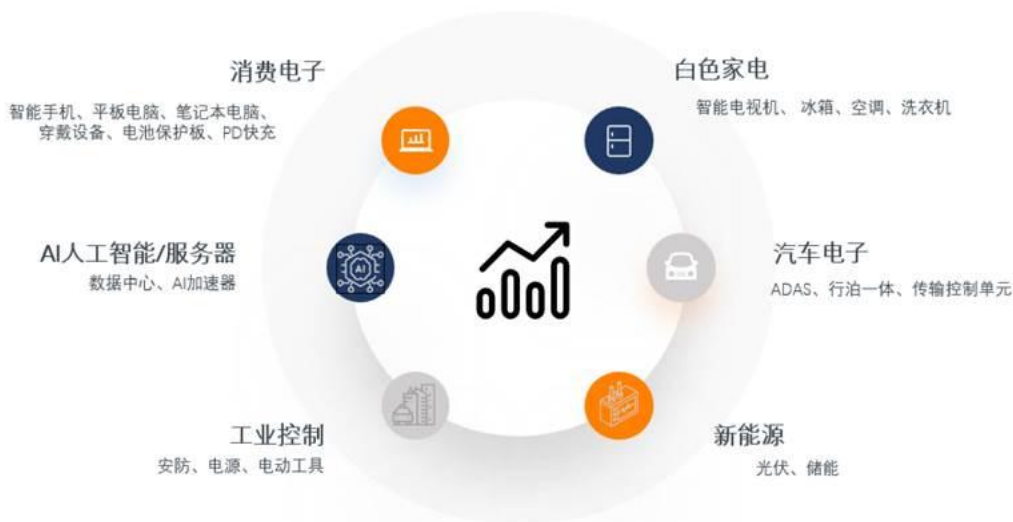 消费电子
智能手机、平板电脑、笔记本电脑、
穿戴设备、电池保护板、PD快充
白色家电
智能电视机、 冰箱、空调、洗衣机
AI人工智能/服务器
数据中心、AI加速器
AI
汽车电子
ADAS、行泊一体、传输控制单元
工业控制
安防、电源、电动工具
新能源
光伏、储能